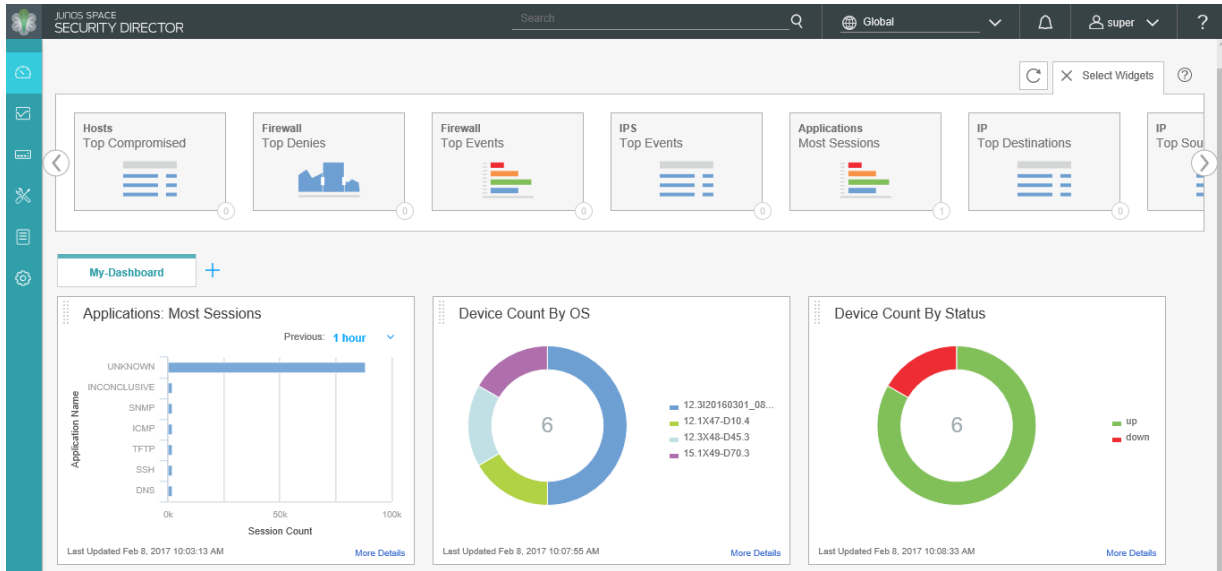 JUNOS SPACE
SECURITY DIRECTOR
Search
Global
super
?
Select Widgets
?
Hosts
Top Compromised
0
Firewall
Top Denies
0
Firewall
Top Events
0
IPS
Top Events
0
Applications
Most Sessions
1
IP
Top Destinations
0
IP
Top Sou
My-Dashboard
+
Applications: Most Sessions
Previous: 1 hour
Application Name
UNKNOWN
INCONCLUSIVE
SNMP
ICMP
TFTP
SSH
DNS
0k 50k 100k
Session Count
Last Updated Feb 8, 2017 10:03:13 AM
More Details
Device Count By OS
6
12.3I20160301_08...
12.1X47-D10.4
12.3X48-D45.3
15.1X49-D70.3
Last Updated Feb 8, 2017 10:07:55 AM
More Details
Device Count By Status
6
up
down
Last Updated Feb 8, 2017 10:08:33 AM
More Details